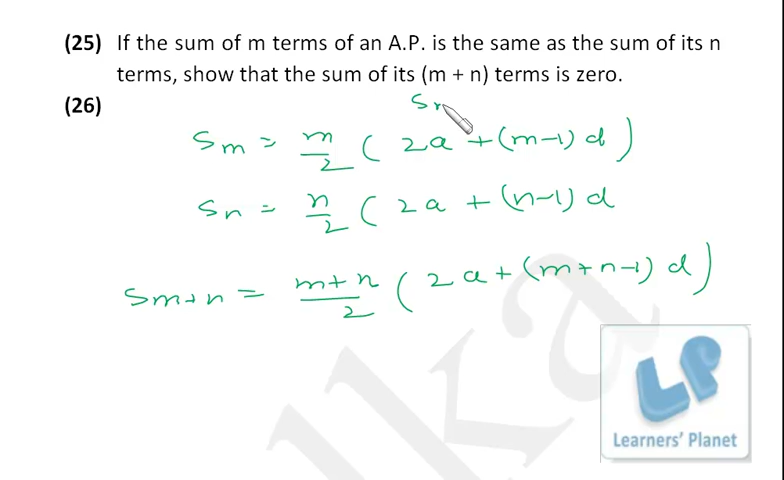 (25) If the sum of m terms of an A.P. is the same as the sum of its n
terms, show that the sum of its (m + n) terms is zero.
(26)
Sm = m/2 ( 2a + (m-1) d )
Sn = n/2 ( 2a + (n-1) d
Sm+n = m+n/2 ( 2a + (m+n-1) d )
LP
Learners' Planet